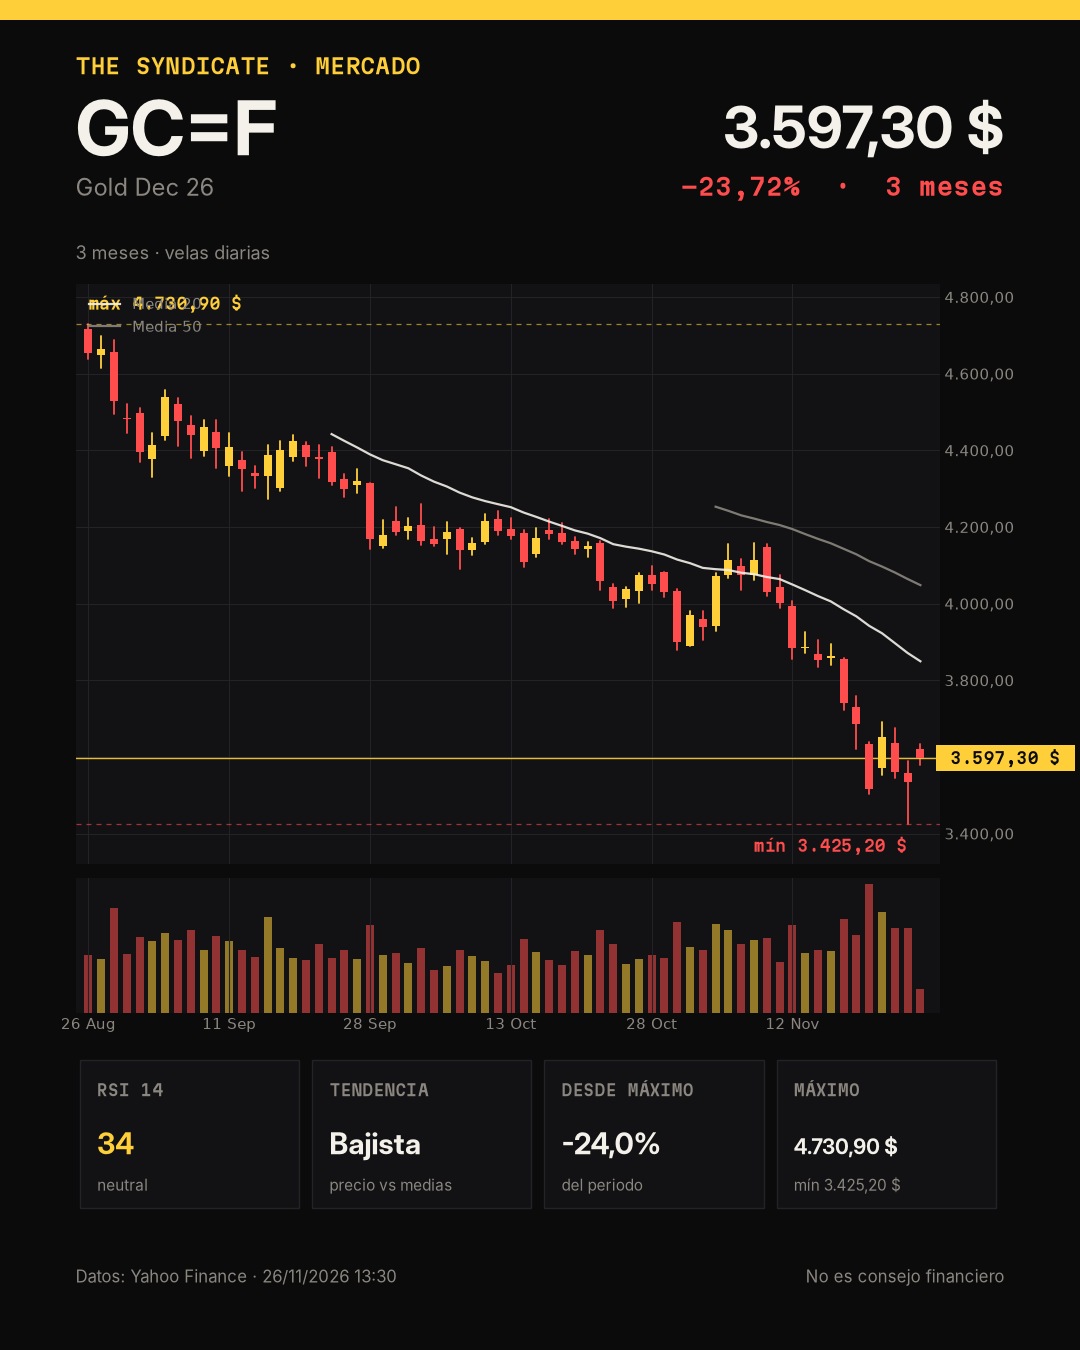 THE SYNDICATE · MERCADO
GC=F
3.597,30 $
Gold Dec 26
−23,72% · 3 meses
3 meses · velas diarias
máx 4.730,90 $
Media 20
Media 50
4.800,00
4.600,00
4.400,00
4.200,00
4.000,00
3.800,00
3.597,30 $
3.400,00
mín 3.425,20 $
26 Aug
11 Sep
28 Sep
13 Oct
28 Oct
12 Nov
RSI 14
34
neutral
TENDENCIA
Bajista
precio vs medias
DESDE MÁXIMO
-24,0%
del periodo
MÁXIMO
4.730,90 $
mín 3.425,20 $
Datos: Yahoo Finance · 26/11/2026 13:30
No es consejo financiero